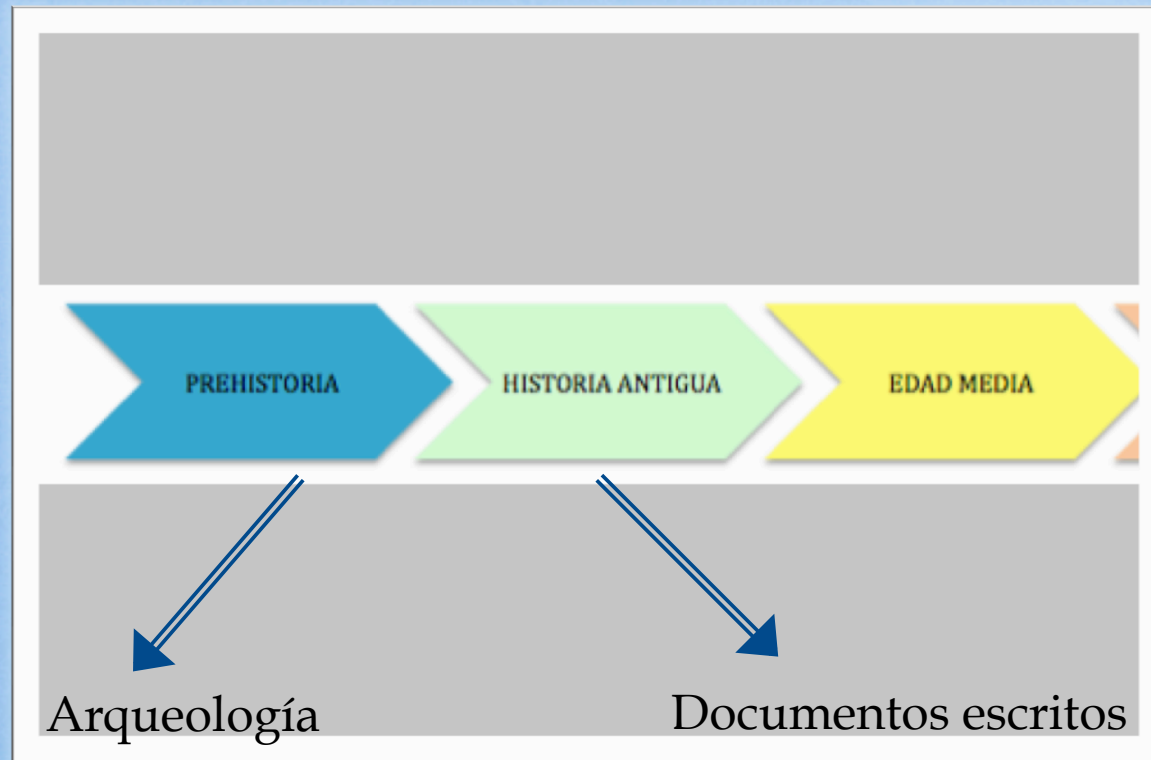 PREHISTORIA
HISTORIA ANTIGUA
EDAD MEDIA
Arqueología
Documentos escritos